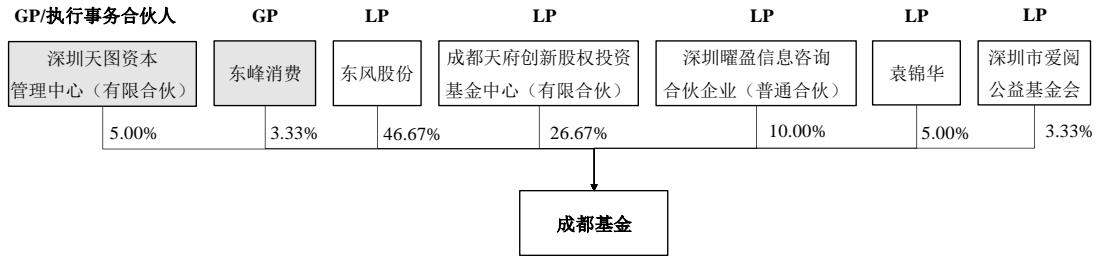 GP/执行事务合伙人 GP LP LP LP LP LP
深圳天图资本
管理中心（有限合伙）
东峰消费
东风股份
成都天府创新股权投资
基金中心（有限合伙）
深圳曜盈信息咨询
合伙企业（普通合伙）
袁锦华
深圳市爱阅
公益基金会
5.00% 3.33% 46.67% 26.67% 10.00% 5.00% 3.33%
成都基金